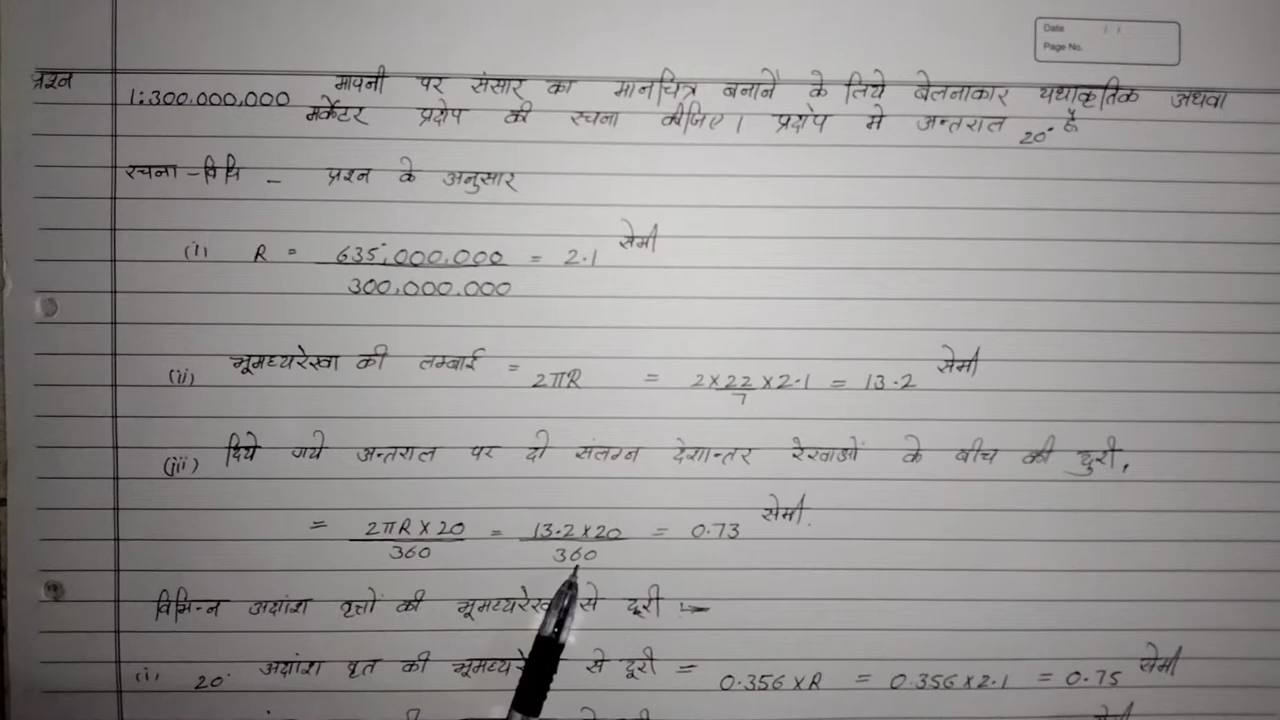 Date / /
Page No.
प्रश्न 1:300,000,000 मापनी पर संसार का मानचित्र बनाने के लिये बेलनाकार यथाकृतिक अथवा
मर्केटर प्रक्षेप की रचना कीजिए। प्रक्षेप मे अन्तराल 20° है
रचना-विधि - प्रश्न के अनुसार
(i) R = 635,000,000 / 300,000,000 = 2.1 सेमी
(ii) भूमध्यरेखा की लम्बाई = 2πR = 2×22/7×2.1 = 13.2 सेमी
(iii) दिये गये अन्तराल पर दो संलग्न देशान्तर रेखाओं के बीच की दुरी,
= 2πR×20 / 360 = 13.2×20 / 360 = 0.73 सेमी.
विभिन्न अक्षांश वृत्तों की भूमध्यरेखा से दूरी
(i) 20° अक्षांश वृत की से दूरी = 0.356×R = 0.356×2.1 = 0.75 सेमी